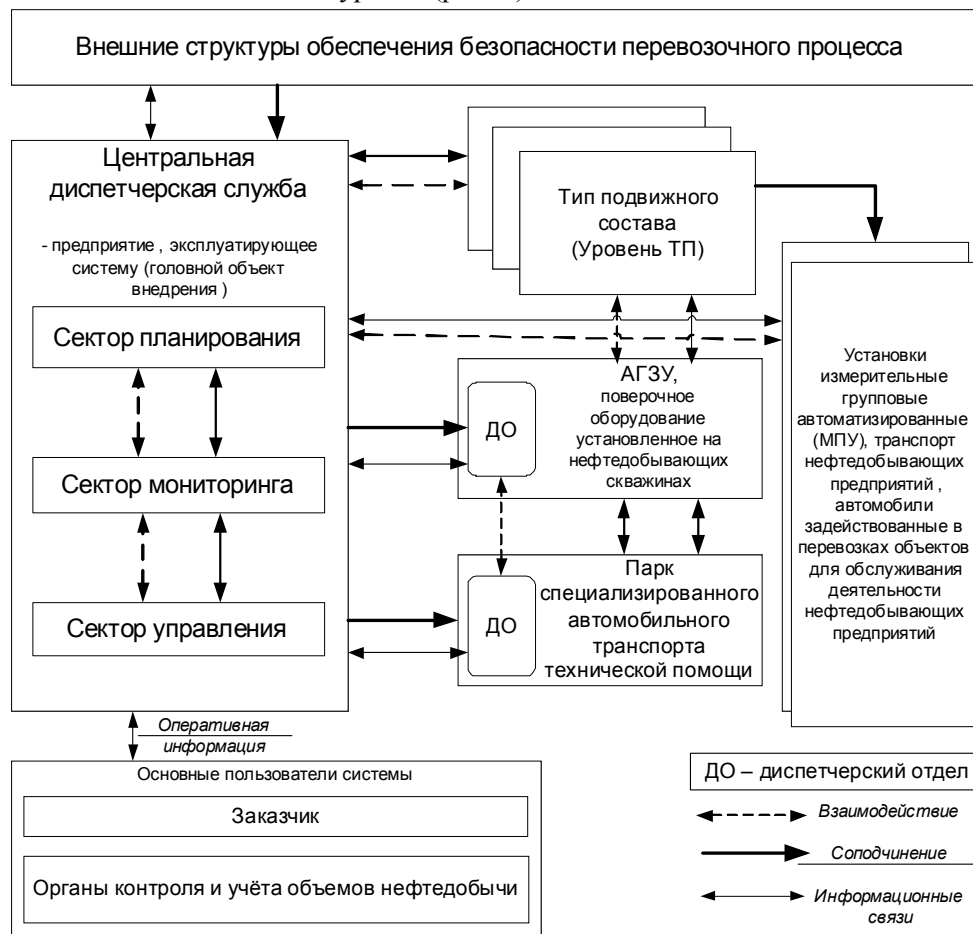 Внешние структуры обеспечения безопасности перевозочного процесса
Центральная
диспетчерская служба
- предприятие , эксплуатирующее
систему (головной объект
внедрения )
Сектор планирования
Сектор мониторинга
Сектор управления
Тип подвижного
состава
(Уровень ТП)
ДО
АГЗУ,
поверочное
оборудование
установленное на
нефтедобывающих
скважинах
ДО
Парк
специализированного
автомобильного
транспорта
технической помощи
Установки
измерительные
групповые
автоматизированные
(МПУ), транспорт
нефтедобывающих
предприятий ,
автомобили
задействованные в
перевозках объектов
для обслуживания
деятельности
нефтедобывающих
предприятий
Оперативная
информация
Основные пользователи системы
Заказчик
Органы контроля и учёта объемов нефтедобычи
ДО – диспетчерский отдел
Взаимодействие
Соподчинение
Информационные
связи